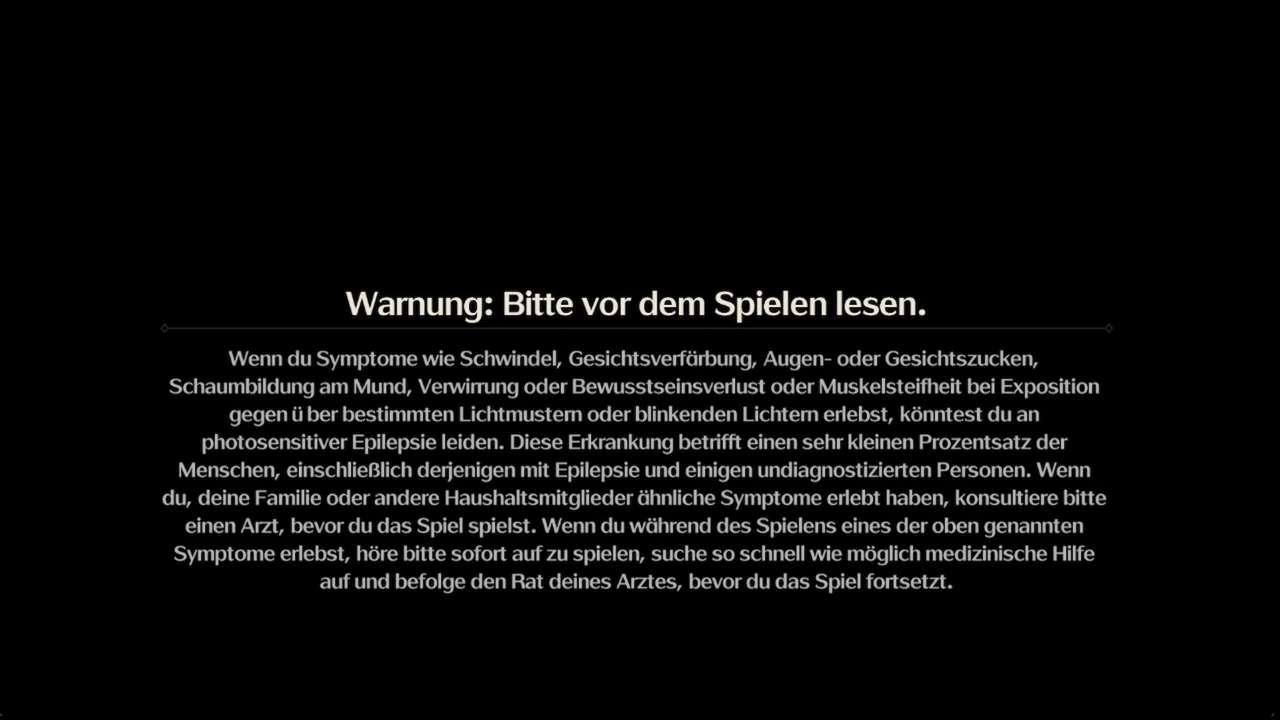 Warnung: Bitte vor dem Spielen lesen.
Wenn du Symptome wie Schwindel, Gesichtsverfärbung, Augen- oder Gesichtszucken,
Schaumbildung am Mund, Verwirrung oder Bewusstseinsverlust oder Muskelsteifheit bei Exposition
gegen ü ber bestimmten Lichtmustern oder blinkenden Lichtern erlebst, könntest du an
photosensitiver Epilepsie leiden. Diese Erkrankung betrifft einen sehr kleinen Prozentsatz der
Menschen, einschließlich derjenigen mit Epilepsie und einigen undiagnostizierten Personen. Wenn
du, deine Familie oder andere Haushaltsmitglieder ähnliche Symptome erlebt haben, konsultiere bitte
einen Arzt, bevor du das Spiel spielst. Wenn du während des Spielens eines der oben genannten
Symptome erlebst, höre bitte sofort auf zu spielen, suche so schnell wie möglich medizinische Hilfe
auf und befolge den Rat deines Arztes, bevor du das Spiel fortsetzt.